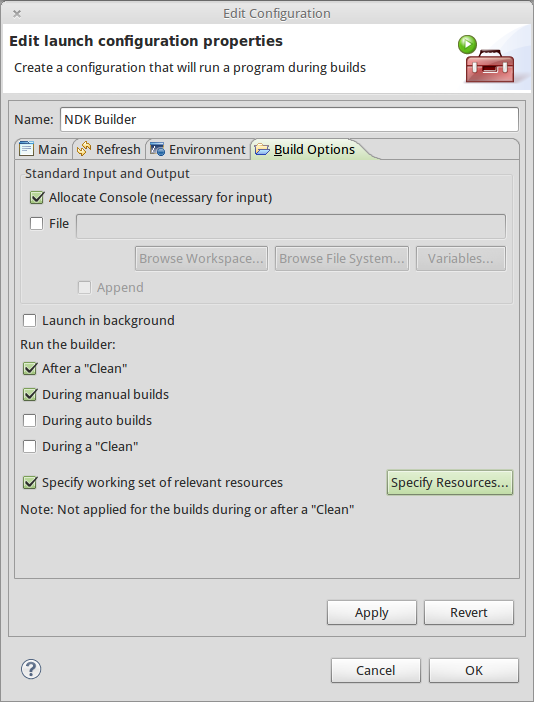 Edit Configuration
Edit launch configuration properties
Create a configuration that will run a program during builds
Name: NDK Builder
Main Refresh Environment Build Options
Standard Input and Output
Allocate Console (necessary for input)
File
Browse Workspace... Browse File System... Variables...
Append
Launch in background
Run the builder:
After a "Clean"
During manual builds
During auto builds
During a "Clean"
Specify working set of relevant resources Specify Resources...
Note: Not applied for the builds during or after a "Clean"
Apply Revert
? Cancel OK